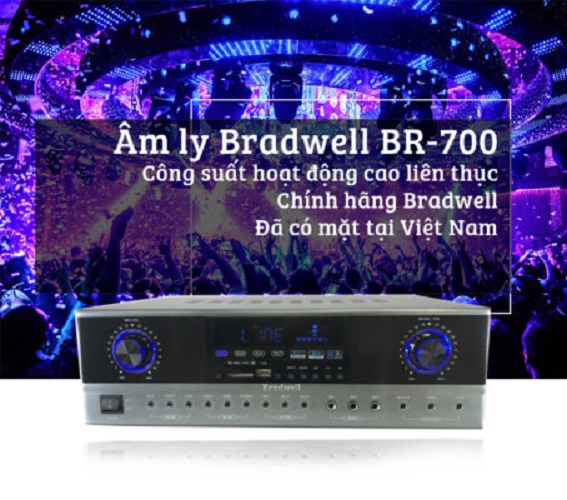 Âm ly Bradwell BR-700
Công suất hoạt động cao liên thục
Chính hãng Bradwell
Đã có mặt tại Việt Nam
LINE
Bradwell